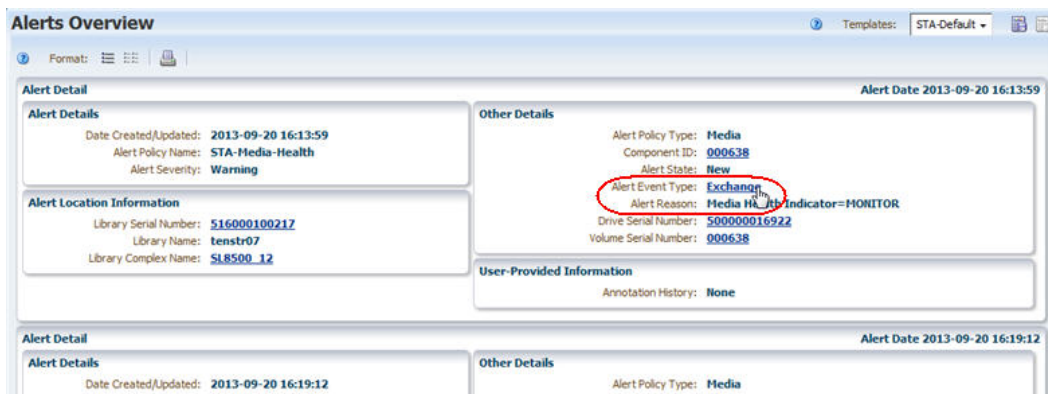 Alerts Overview
Templates: STA-Default
Format:
Alert Detail
Alert Date 2013-09-20 16:13:59
Alert Details
Date Created/Updated: 2013-09-20 16:13:59
Alert Policy Name: STA-Media-Health
Alert Severity: Warning
Alert Location Information
Library Serial Number: 516000100217
Library Name: tenstr07
Library Complex Name: SL8500_12
Other Details
Alert Policy Type: Media
Component ID: 000638
Alert State: New
Alert Event Type: Exchange
Alert Reason: Media Health Indicator=MONITOR
Drive Serial Number: 500000016922
Volume Serial Number: 000638
User-Provided Information
Annotation History: None
Alert Detail
Alert Date 2013-09-20 16:19:12
Alert Details
Date Created/Updated: 2013-09-20 16:19:12
Other Details
Alert Policy Type: Media